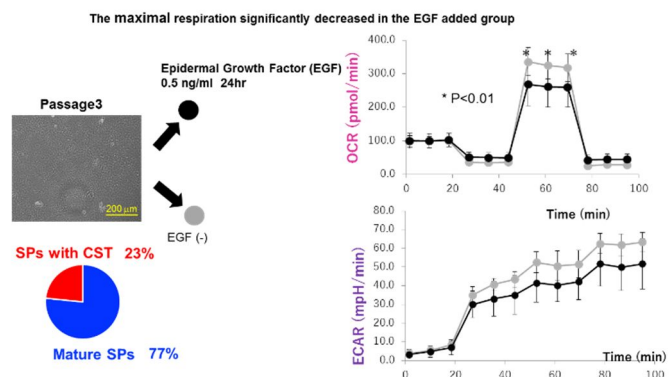 The maximal respiration significantly decreased in the EGF added group
Epidermal Growth Factor (EGF)
0.5 ng/ml 24hr
Passage3
200 μm
EGF (-)
SPs with CST 23%
Mature SPs 77%
OCR (pmol/min)
400.0
300.0
200.0
100.0
0.0
* * *
* P<0.01
0 20 40 60 80 100
Time (min)
ECAR (mpH/min)
80.0
70.0
60.0
50.0
40.0
30.0
20.0
10.0
0.0
Time (min)
0 20 40 60 80 100